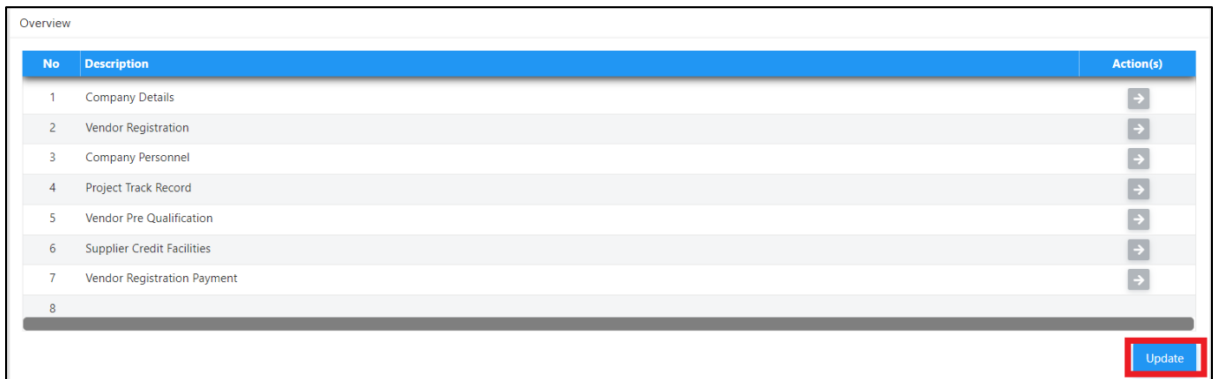 Overview
No Description Action(s)
1 Company Details
2 Vendor Registration
3 Company Personnel
4 Project Track Record
5 Vendor Pre Qualification
6 Supplier Credit Facilities
7 Vendor Registration Payment
8
Update